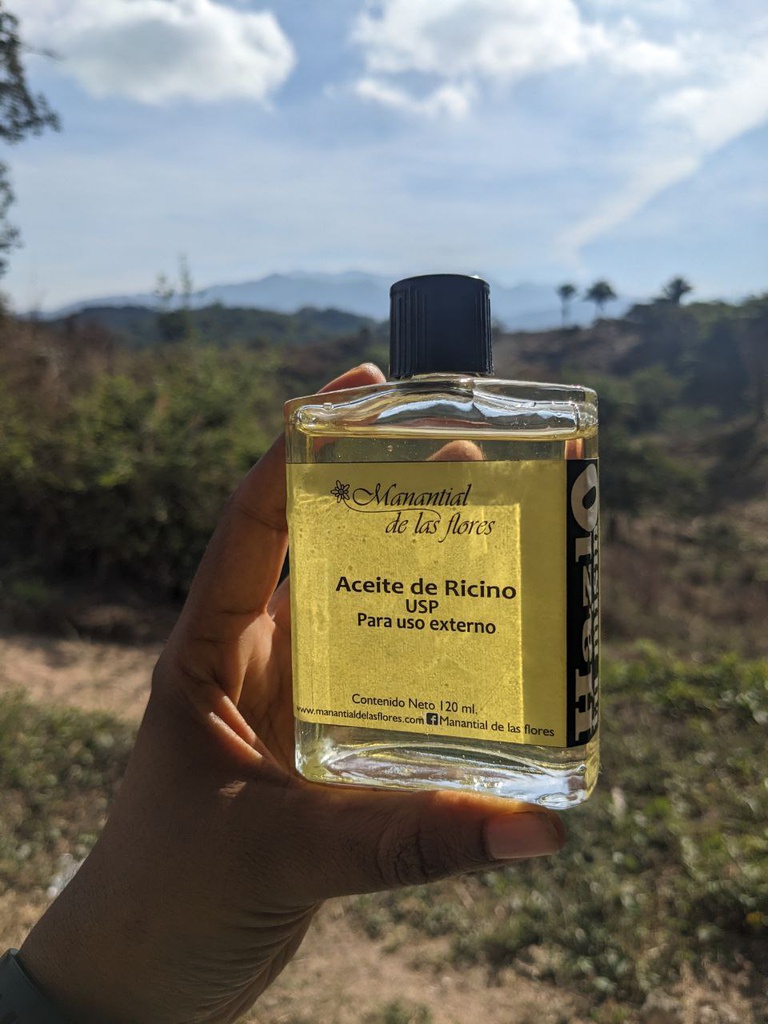 Manantial
de las flores
Aceite de Ricino
USP
Para uso externo
Contenido Neto 120 ml.
www.manantialdelasflores.com Manantial de las flores